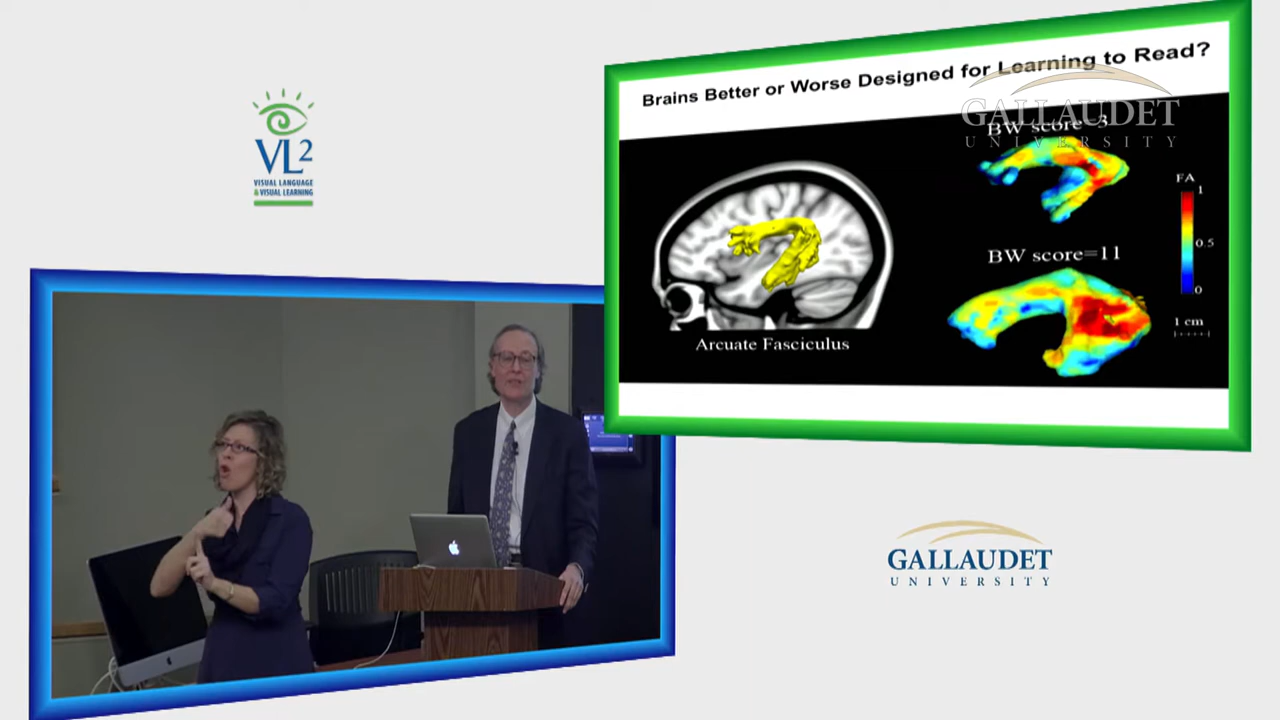 VL2
VISUAL LANGUAGE
& VISUAL LEARNING
Brains Better or Worse Designed for Learning to Read?
GALLAUDET
UNIVERSITY
BW score=3
FA
1
0.5
0
BW score=11
1 cm
Arcuate Fasciculus
GALLAUDET
UNIVERSITY